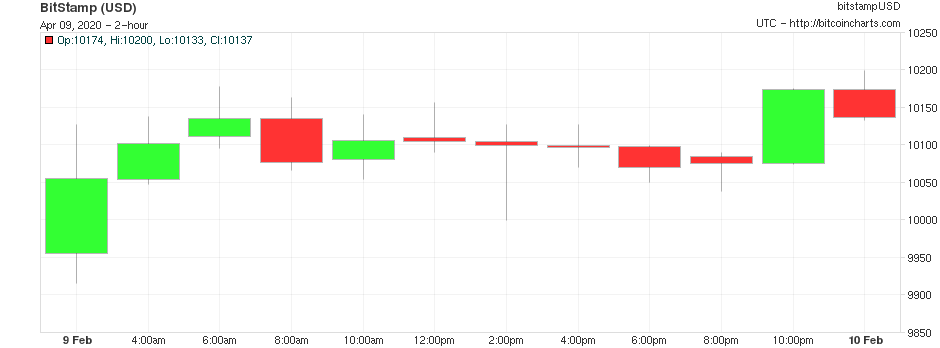 BitStamp (USD)
bitstampUSD
Apr 09, 2020 - 2-hour
UTC - http://bitcoincharts.com
Op:10174, Hi:10200, Lo:10133, Cl:10137
10250
10200
10150
10100
10050
10000
9950
9900
9850
9 Feb 4:00am 6:00am 8:00am 10:00am 12:00pm 2:00pm 4:00pm 6:00pm 8:00pm 10:00pm 10 Feb